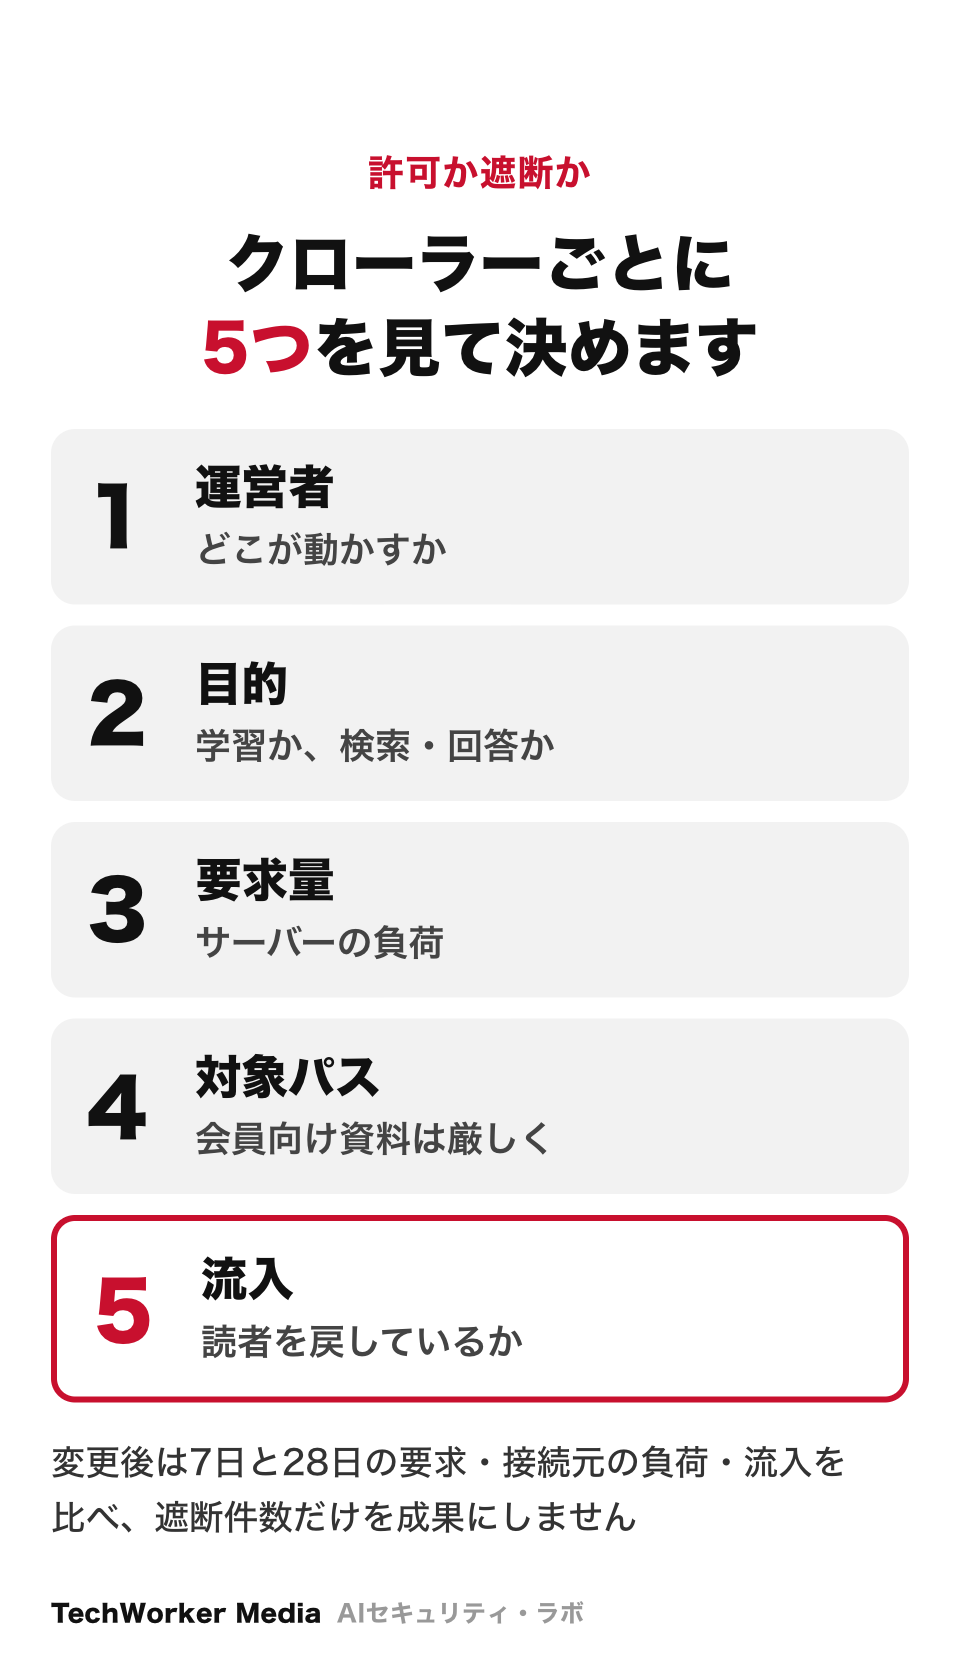 許可か遮断か
クローラーごとに
5つを見て決めます
1
運営者
どこが動かすか
2
目的
学習か、検索・回答か
3
要求量
サーバーの負荷
4
対象パス
会員向け資料は厳しく
5
流入
読者を戻しているか
変更後は7日と28日の要求・接続元の負荷・流入を
比べ、遮断件数だけを成果にしません
TechWorker Media AIセキュリティ・ラボ